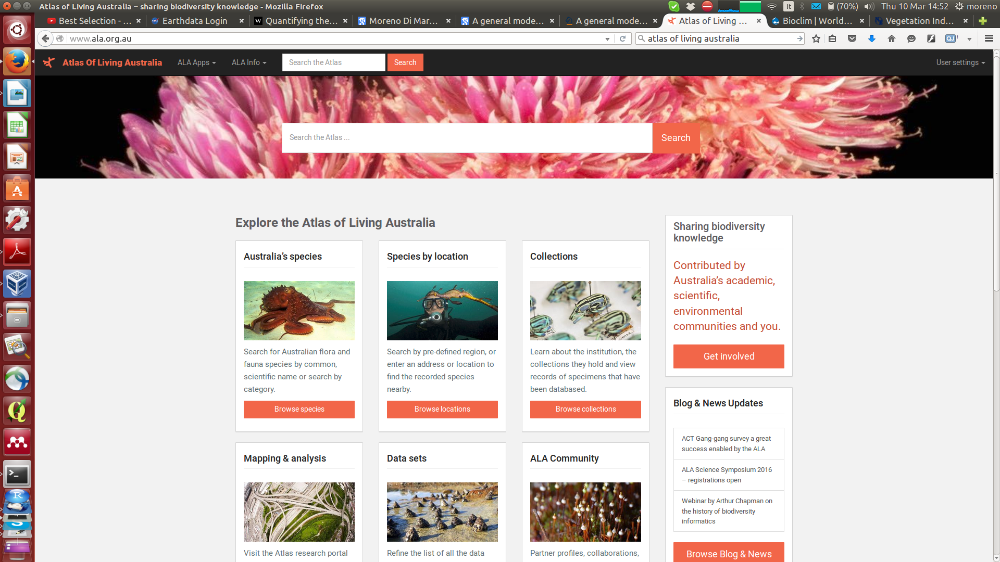 Atlas of Living Australia – sharing biodiversity knowledge - Mozilla Firefox
It
(70%)
Thu 10 Mar 14:52
moreno
Best Selection - ...
Earthdata Login
Quantifying the...
Moreno Di Mar...
A general mode...
A general mode...
Atlas of Living ...
Bioclim | World...
Vegetation Ind...
www.ala.org.au
atlas of living australia
QJ !
Atlas Of Living Australia
ALA Apps
ALA Info
Search the Atlas
Search
User settings
Search the Atlas ...
Search
Explore the Atlas of Living Australia
Australia’s species
Search for Australian flora and
fauna species by common,
scientific name or search by
category.
Browse species
Species by location
Search by pre-defined region, or
enter an address or location to
find the recorded species
nearby.
Browse locations
Collections
Learn about the institution, the
collections they hold and view
records of specimens that have
been databased.
Browse collections
Mapping & analysis
Visit the Atlas research portal
Data sets
Refine the list of all the data
ALA Community
Partner profiles, collaborations,
Sharing biodiversity
knowledge
Contributed by
Australia’s academic,
scientific,
environmental
communities and you.
Get involved
Blog & News Updates
ACT Gang-gang survey a great
success enabled by the ALA
ALA Science Symposium 2016
– registrations open
Webinar by Arthur Chapman on
the history of biodiversity
informatics
Browse Blog & News